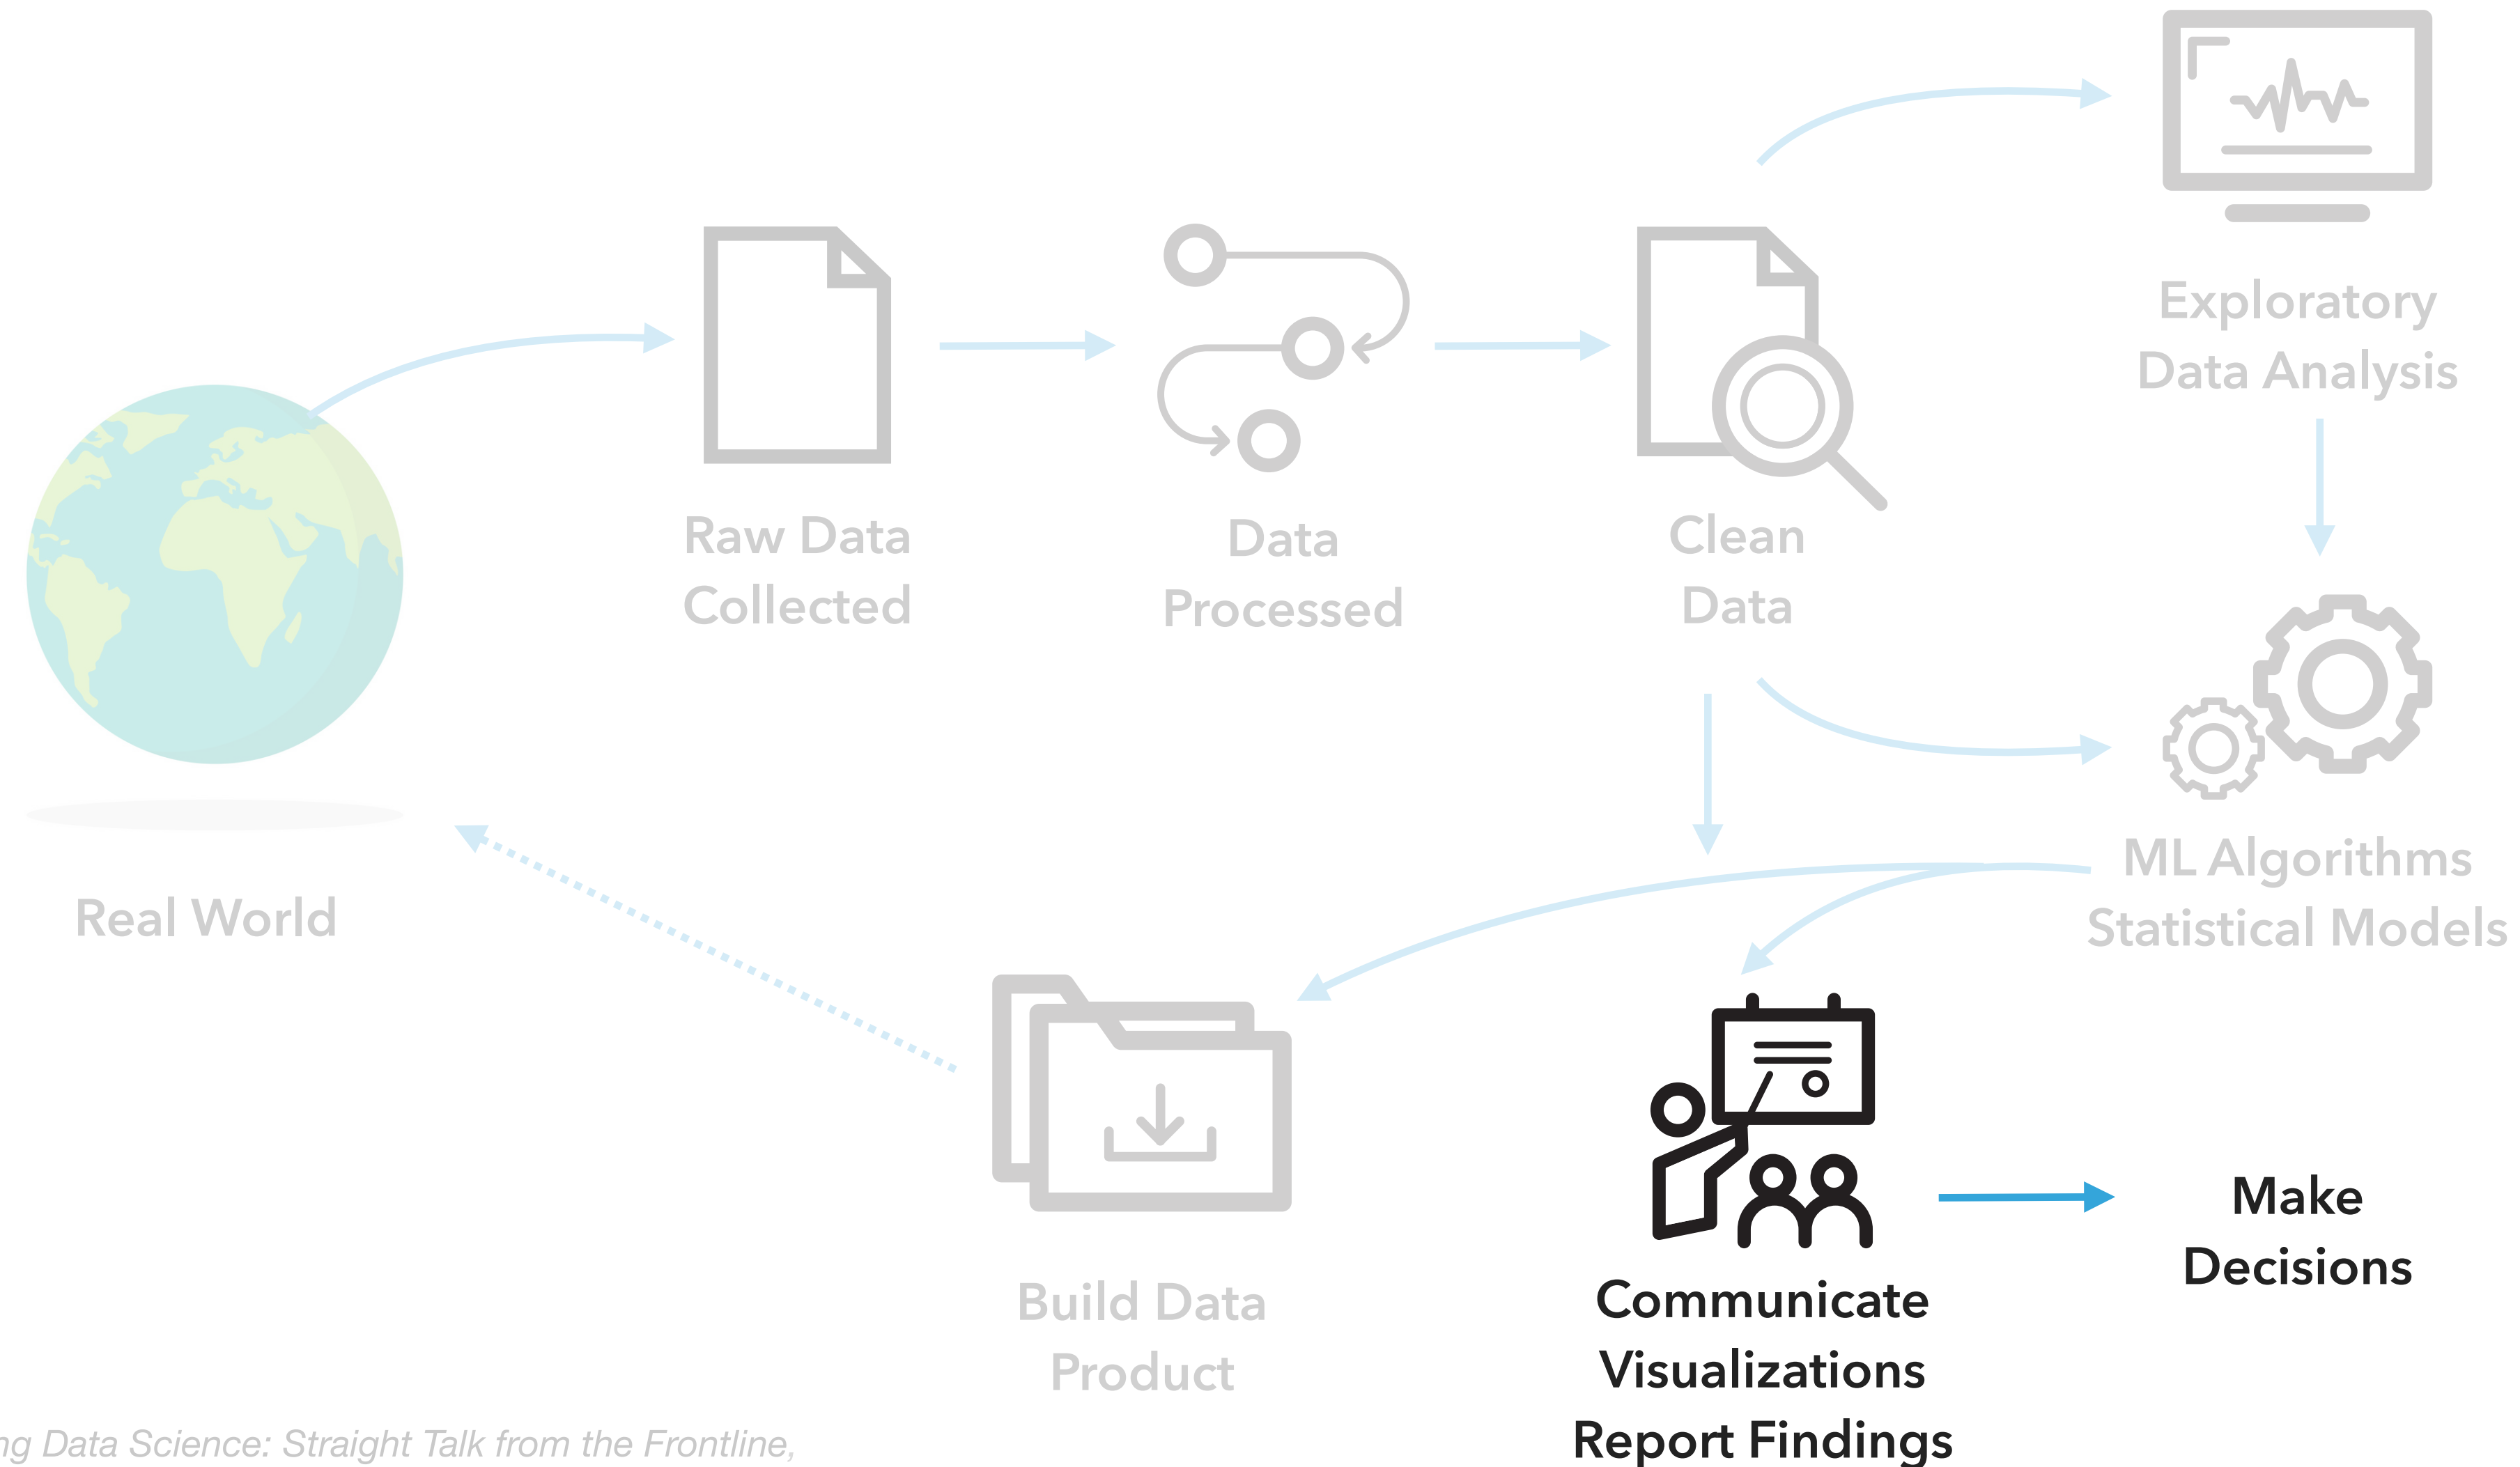 Exploratory
Data Analysis
Raw Data
Collected
Data
Processed
Clean
Data
Real World
ML Algorithms
Statistical Models
Build Data
Product
Communicate
Visualizations
Report Findings
Make
Decisions
Data Science: Straight Talk from the Frontline,